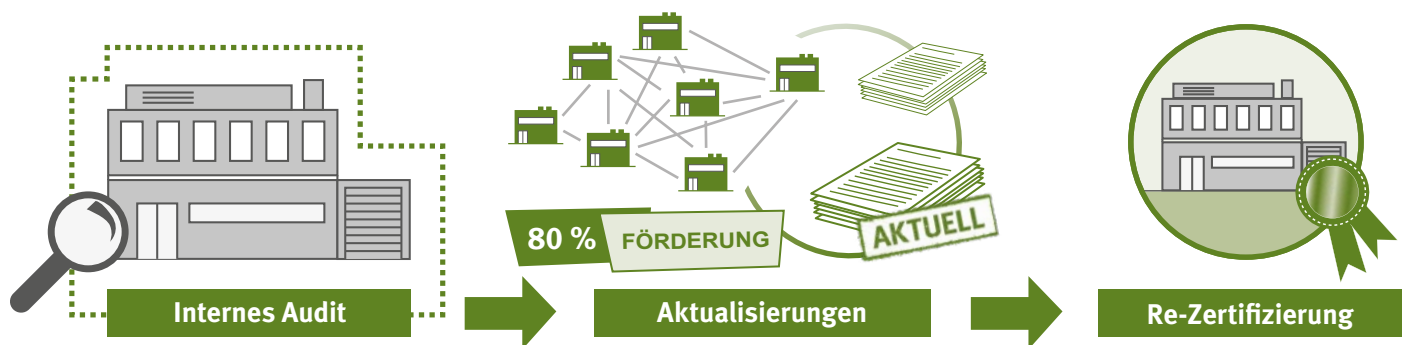 80 %
FÖRDERUNG
AKTUELL
Internes Audit
Aktualisierungen
Re-Zertifizierung